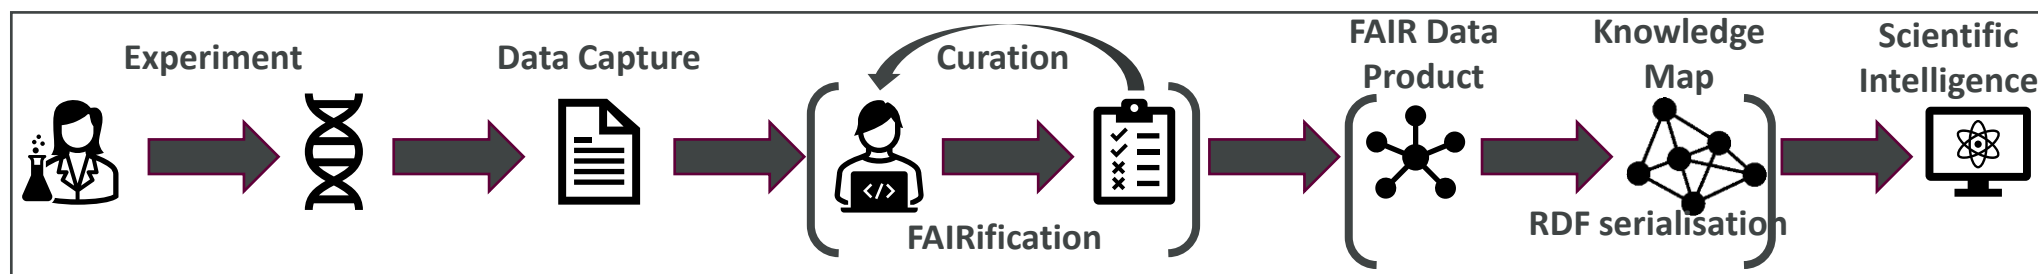 Experiment
Data Capture
Curation
FAIRification
</>
FAIR Data
Product
Knowledge
Map
RDF serialisation
Scientific
Intelligence